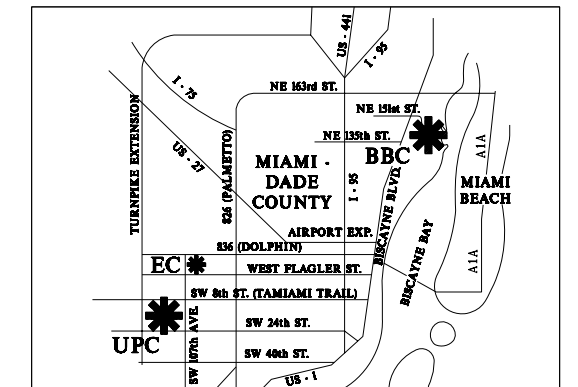 US - 441
I - 95
I - 75
NE 163rd ST.
NE 151st ST.
NE 135th ST.
BBC
TURNPIKE EXTENSION
US - 27
826 (PALMETTO)
MIAMI -
DADE
COUNTY
I - 95
A1A
MIAMI
BEACH
BISCAYNE BLVD.
AIRPORT EXP.
836 (DOLPHIN)
BISCAYNE BAY
A1A
EC
WEST FLAGLER ST.
SW 8th ST. (TAMIAMI TRAIL)
UPC
SW 107th AVE.
SW 24th ST.
SW 40th ST.
US - 1